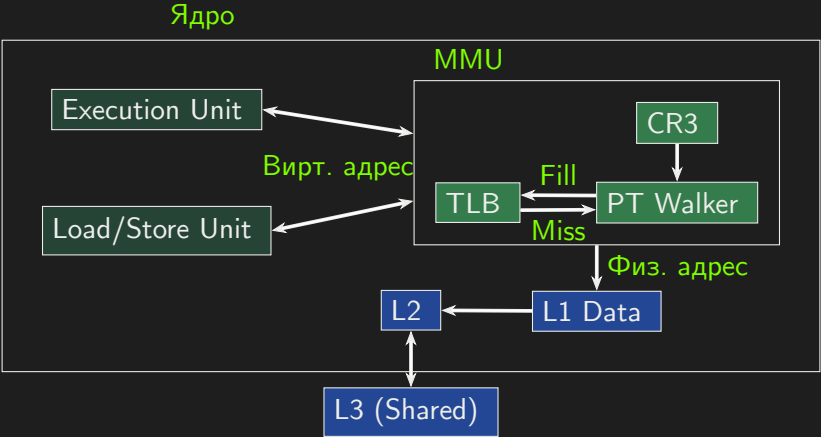 Ядро
MMU
Execution Unit
CR3
Вирт. адрес
Fill
TLB
PT Walker
Load/Store Unit
Miss
Физ. адрес
L2
L1 Data
L3 (Shared)